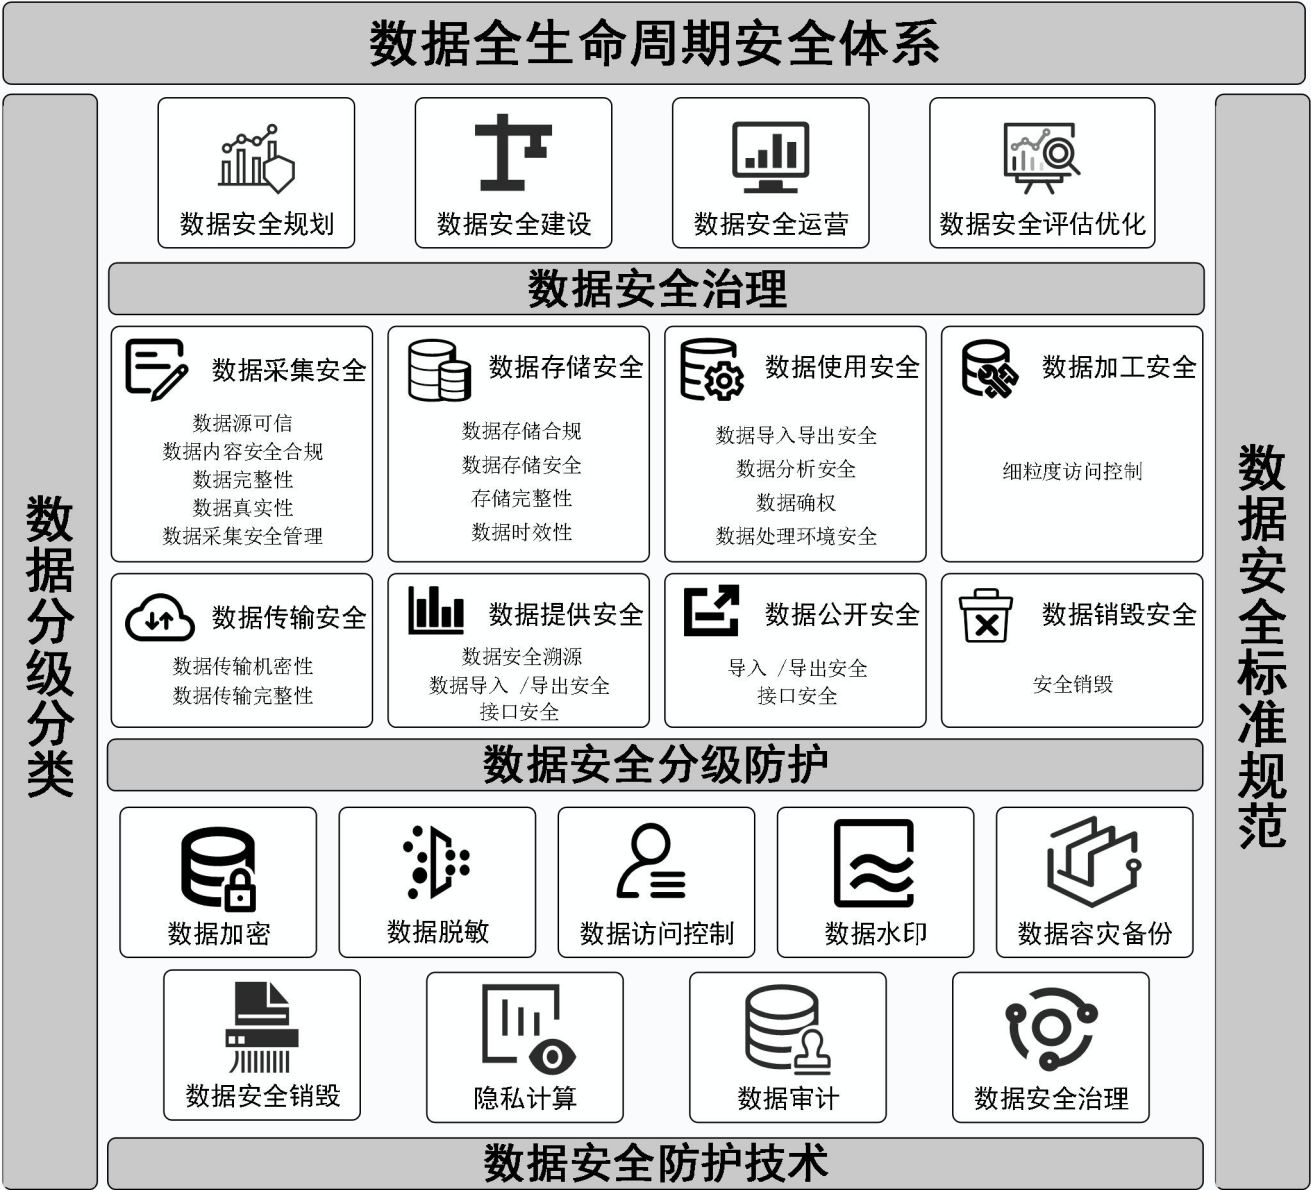 数据全生命周期安全体系
数据分级分类
数据安全规划
数据安全建设
数据安全运营
数据安全评估优化
数据安全治理
数据采集安全
数据源可信
数据内容安全合规
数据完整性
数据真实性
数据采集安全管理
数据存储安全
数据存储合规
数据存储安全
存储完整性
数据时效性
数据使用安全
数据导入导出安全
数据分析安全
数据确权
数据处理环境安全
数据加工安全
细粒度访问控制
数据传输安全
数据传输机密性
数据传输完整性
数据提供安全
数据安全溯源
数据导入 /导出安全
接口安全
数据公开安全
导入 /导出安全
接口安全
数据销毁安全
安全销毁
数据安全分级防护
数据加密
数据脱敏
数据访问控制
数据水印
数据容灾备份
数据安全销毁
隐私计算
数据审计
数据安全治理
数据安全防护技术
数据安全标准规范